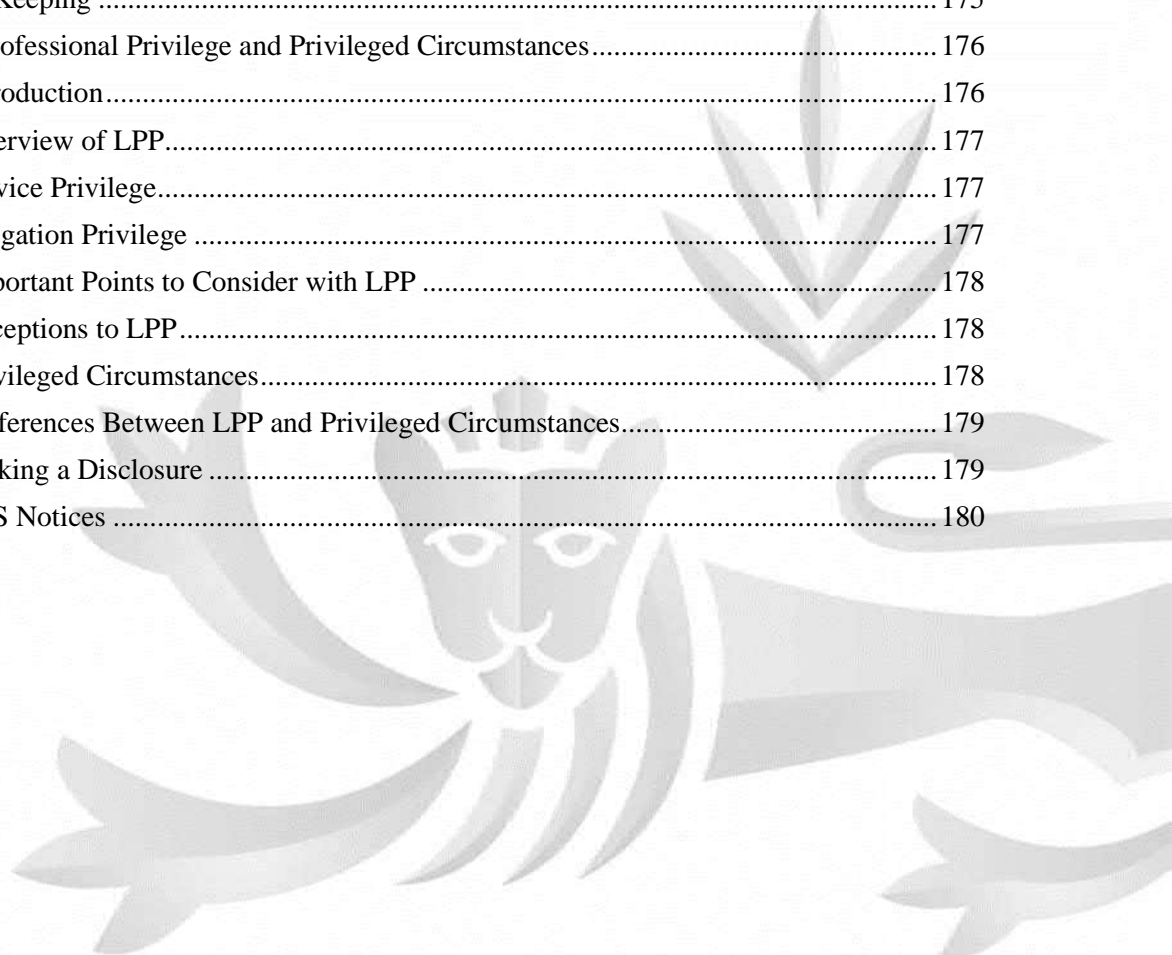 Keeping ........................................................................................................................ 175
ofessional Privilege and Privileged Circumstances ..................................................... 176
roduction ..................................................................................................................... 176
erview of LPP ............................................................................................................. 177
vice Privilege .............................................................................................................. 177
gation Privilege .......................................................................................................... 177
portant Points to Consider with LPP ........................................................................... 178
ceptions to LPP .......................................................................................................... 178
vileged Circumstances ................................................................................................ 178
fferences Between LPP and Privileged Circumstances ................................................ 179
king a Disclosure ........................................................................................................ 179
S Notices .................................................................................................................... 180